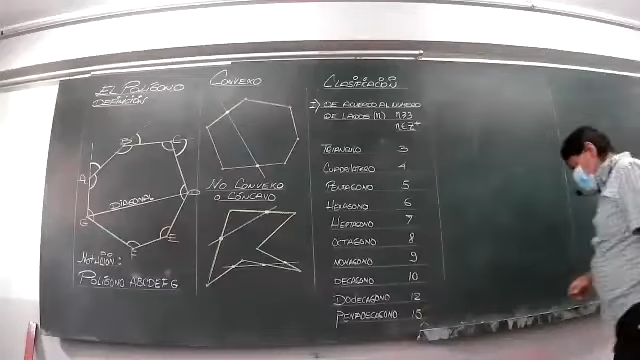 EL POLÍGONO
DEFINICIÓN
B
C
A
D
DIAGONAL
G
F
E
NOTACIÓN:
POLÍGONO ABCDEFG
CONVEXO
NO CONVEXO
O CÓNCAVO
CLASIFICACIÓN
I) DE ACUERDO AL NÚMERO
DE LADOS (n) n≥3
n∈Z⁺
TRIÁNGULO 3
CUADRILÁTERO 4
PENTÁGONO 5
HEXÁGONO 6
HEPTÁGONO 7
OCTÁGONO 8
NONÁGONO 9
DECÁGONO 10
DODECÁGONO 12
PENTADECÁGONO 15